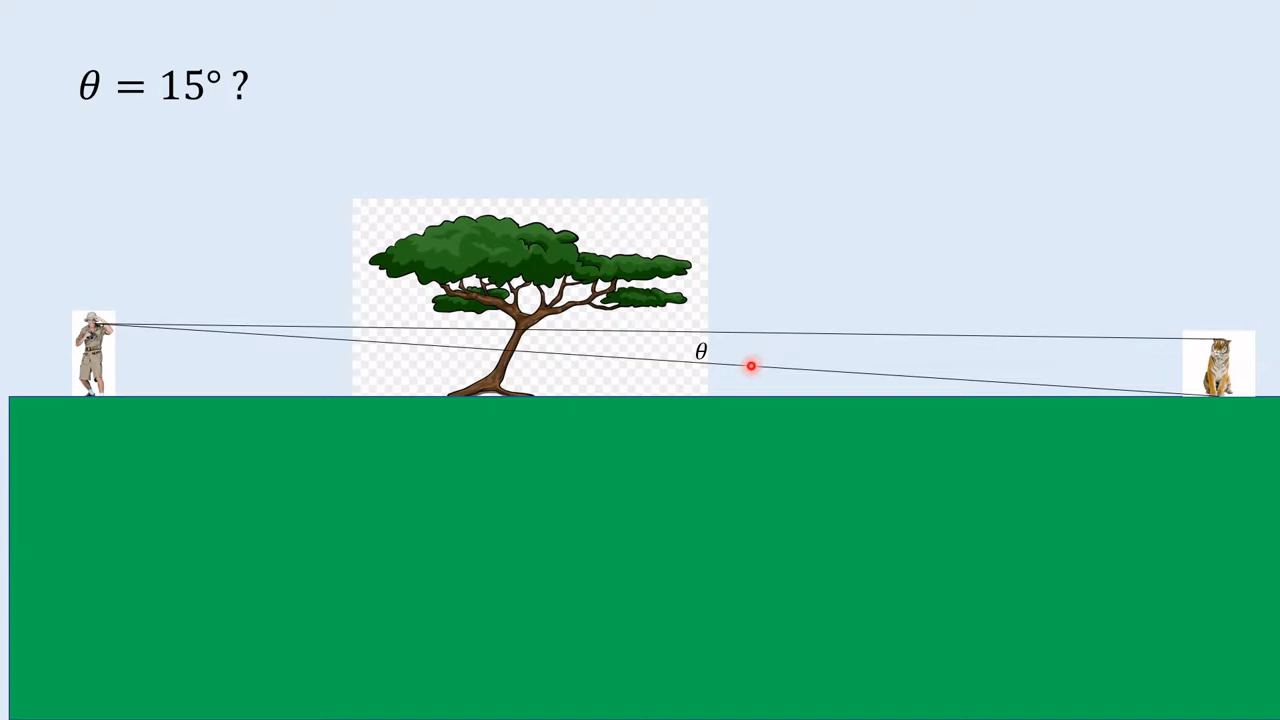 θ = 15° ?
θ